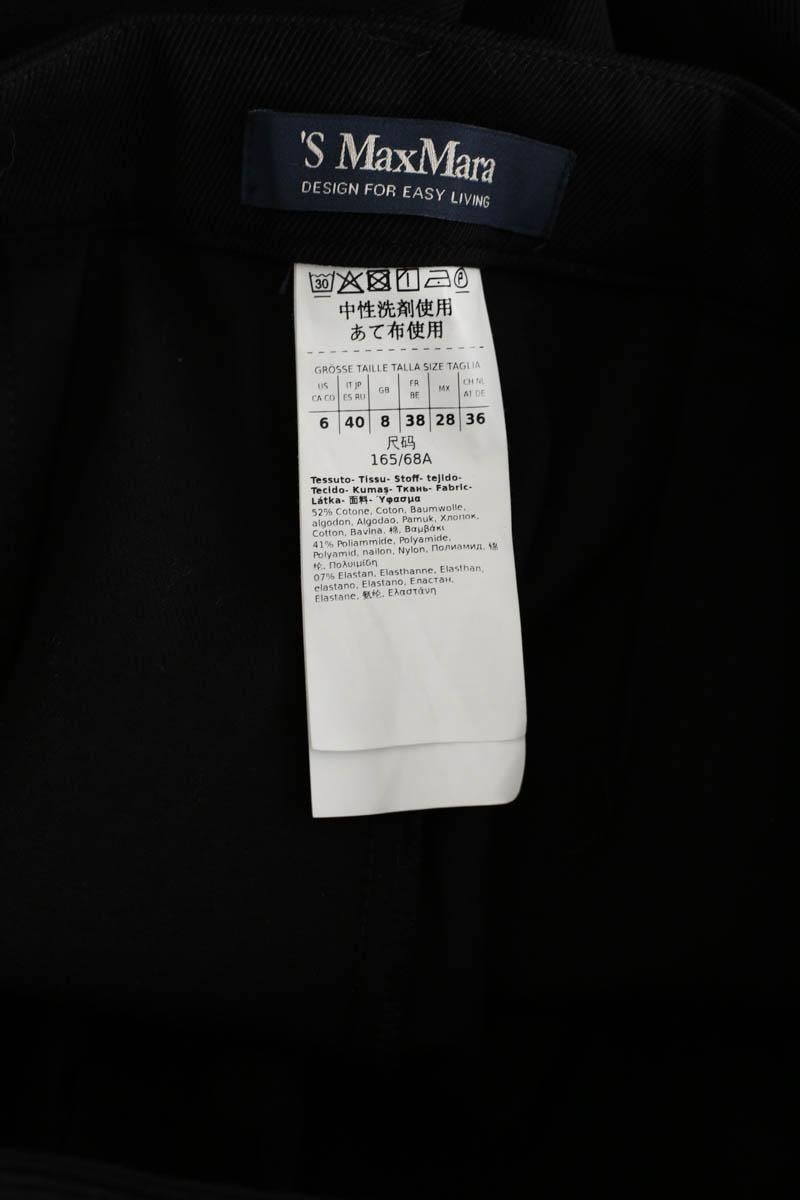 'S MaxMara
DESIGN FOR EASY LIVING
30
中性洗剤使用
あて布使用
GRÖSSE TAILLE TALLA SIZE TAGLIA
US CA CO IT JP ES RU GB FR BE MX CH NL AT DE
6 40 8 38 28 36
尺码
165/68A
Tessuto- Tissu- Stoff- tejido-
Tecido- Kumaş- Ткань- Fabric-
Látka- 面料- Ύφασμα
52% Cotone, Coton, Baumwolle,
algodon, Algodao, Pamuk, Хлопок,
Cotton, Bavlna, 棉, Βαμβάκι
41% Poliammide, Polyamide,
Polyamid, nailon, Nylon, Полиамид, 锦
纶, Πολυιμίδη
07% Elastan, Elasthanne, Elasthan,
elastano, Elastano, Еластан,
Elastane, 氨纶, Ελαστάνη